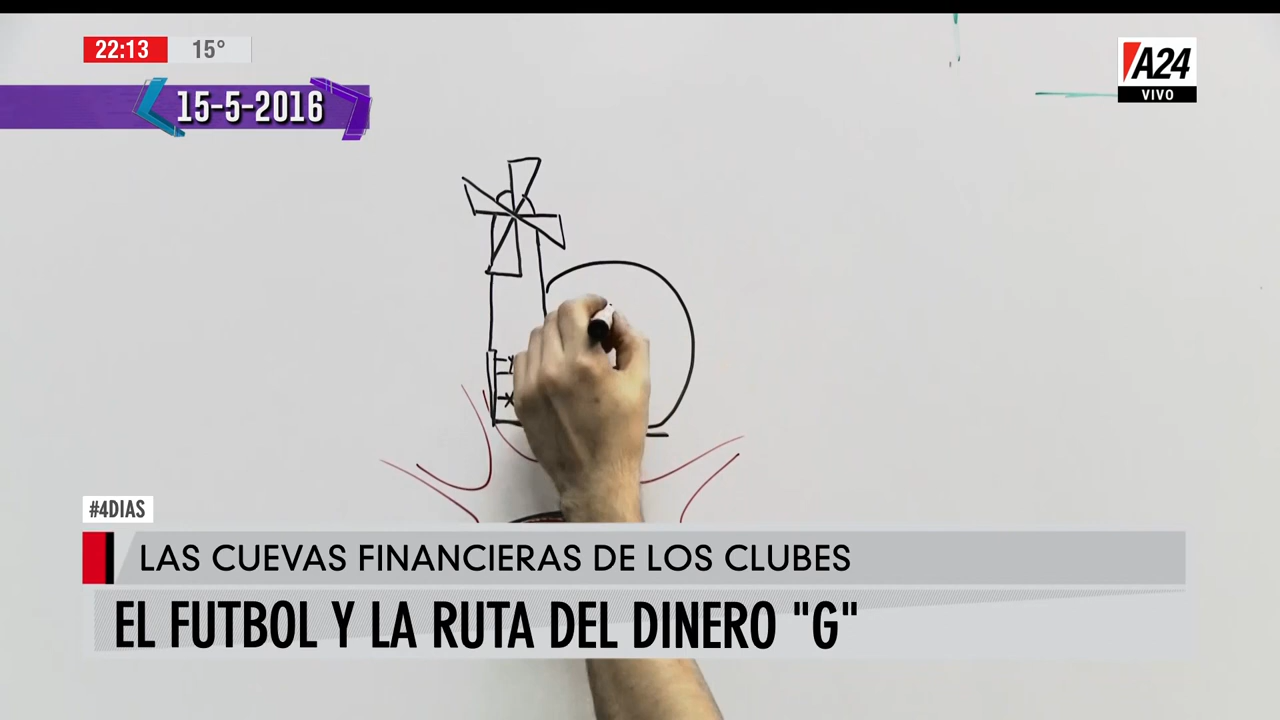 22:13 15°
A24
VIVO
15-5-2016
#4DIAS
LAS CUEVAS FINANCIERAS DE LOS CLUBES
EL FUTBOL Y LA RUTA DEL DINERO "G"